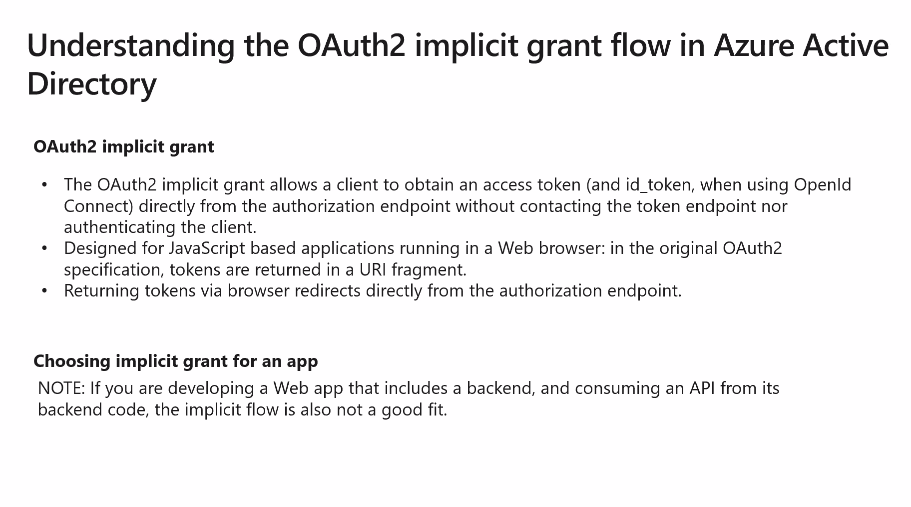 Understanding the OAuth2 implicit grant flow in Azure Active
Directory
OAuth2 implicit grant
• The OAuth2 implicit grant allows a client to obtain an access token (and id_token, when using OpenId
Connect) directly from the authorization endpoint without contacting the token endpoint nor
authenticating the client.
• Designed for JavaScript based applications running in a Web browser: in the original OAuth2
specification, tokens are returned in a URI fragment.
• Returning tokens via browser redirects directly from the authorization endpoint.
Choosing implicit grant for an app
NOTE: If you are developing a Web app that includes a backend, and consuming an API from its
backend code, the implicit flow is also not a good fit.